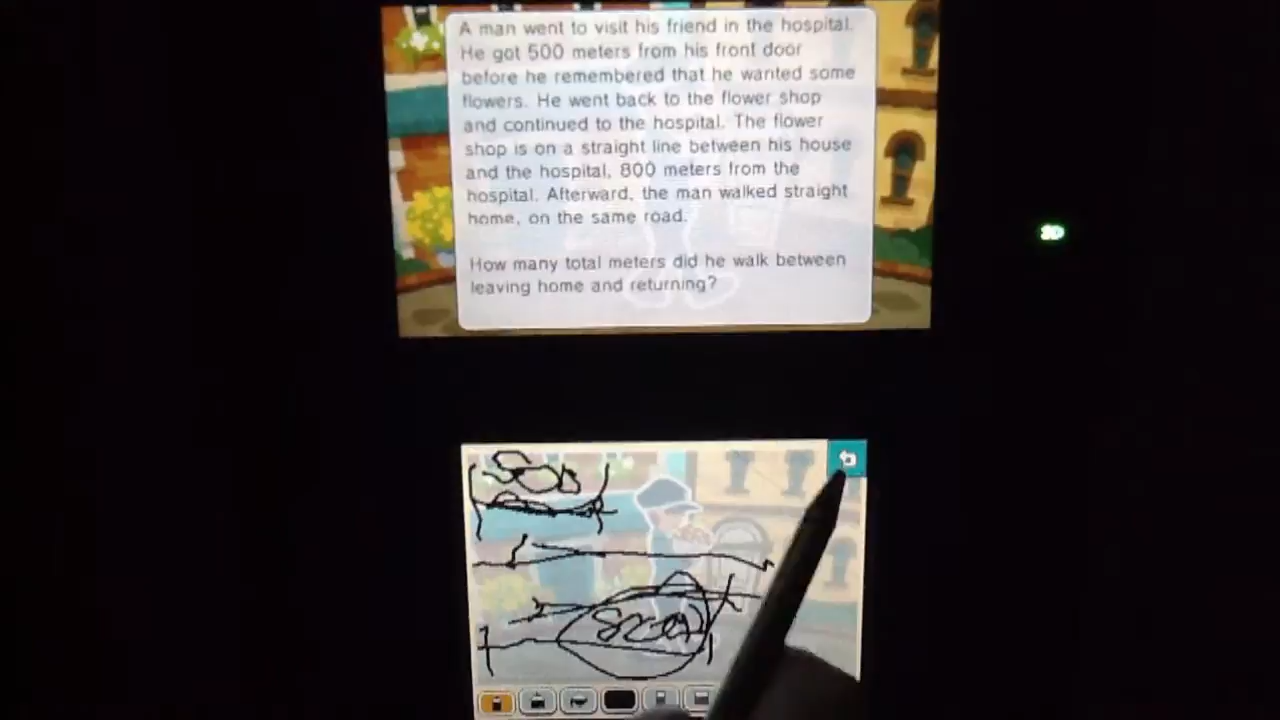 A man went to visit his friend in the hospital.
He got 500 meters from his front door
before he remembered that he wanted some
flowers. He went back to the flower shop
and continued to the hospital. The flower
shop is on a straight line between his house
and the hospital, 800 meters from the
hospital. Afterward, the man walked straight
home, on the same road.
How many total meters did he walk between
leaving home and returning?
500